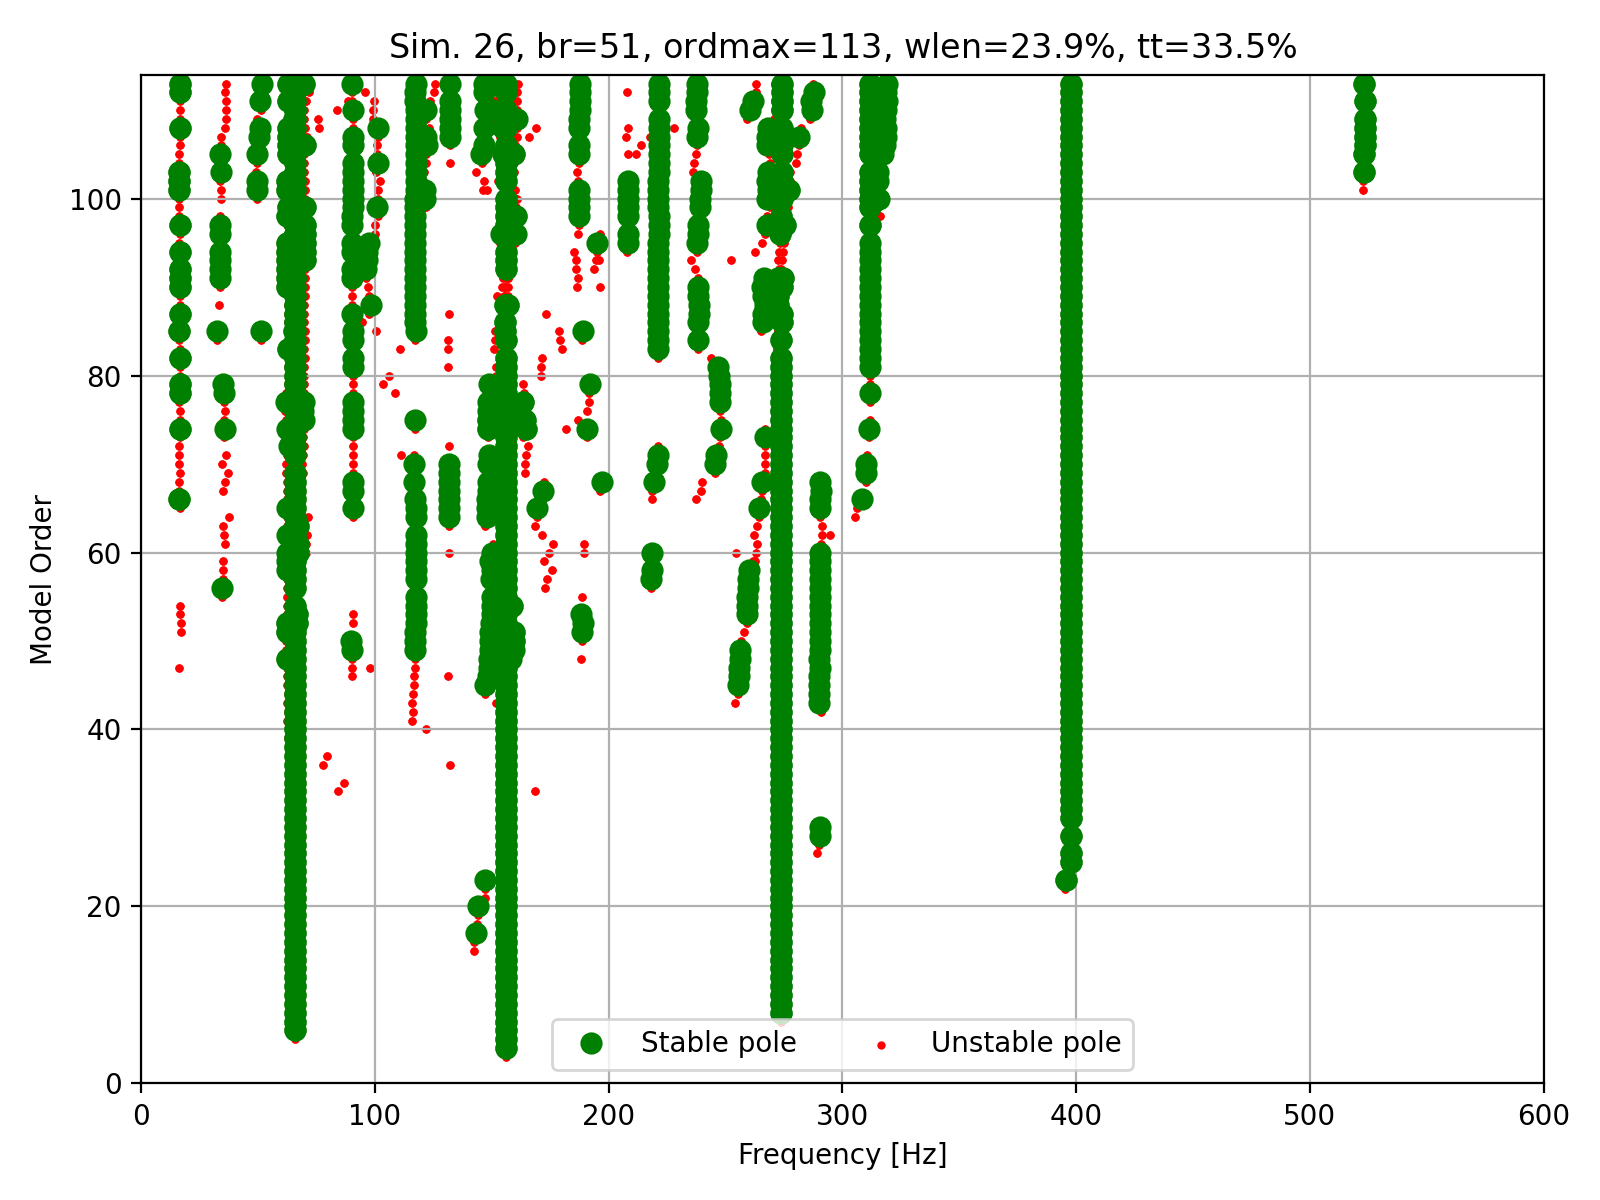 Sim. 26, br=51, ordmax=113, wlen=23.9%, tt=33.5%
100
80
60
40
20
0
Model Order
Stable pole
Unstable pole
0 100 200 300 400 500 600
Frequency [Hz]